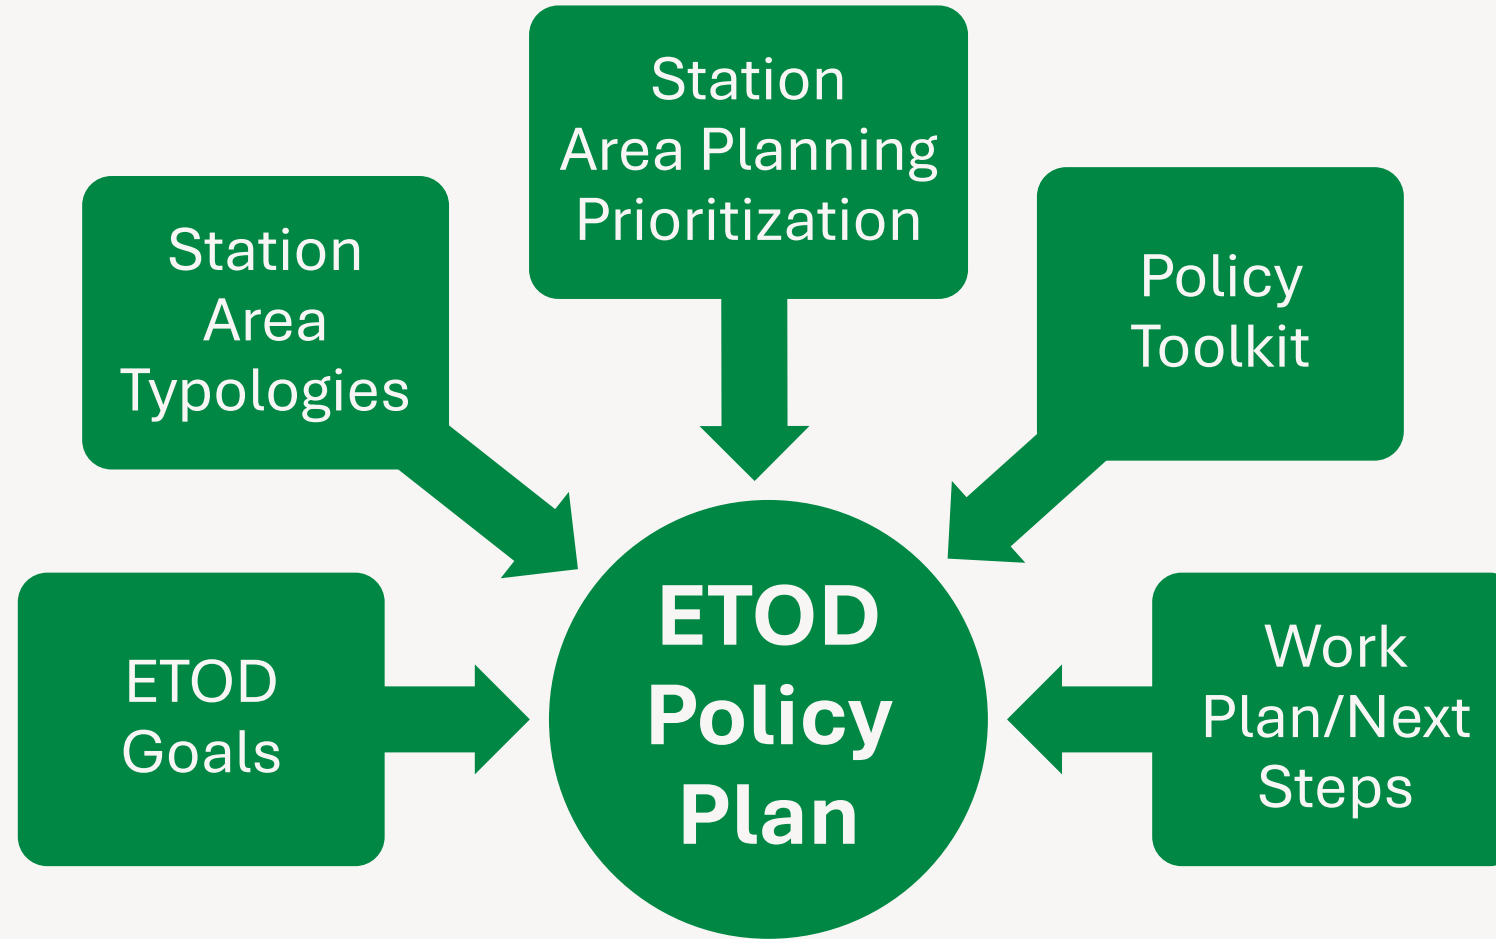 Station
Area Planning
Prioritization
Station
Area
Typologies
Policy
Toolkit
ETOD
Goals
ETOD
Policy
Plan
Work
Plan/Next
Steps